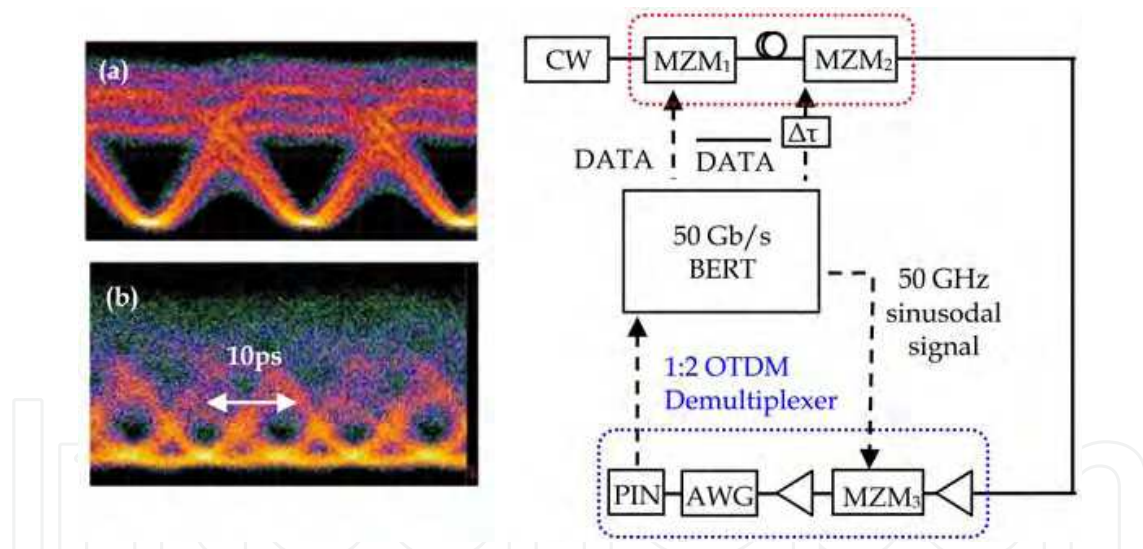 (a)
(b)
10ps
CW
MZM₁
MZM₂
Δτ
DATA
DATA
50 Gb/s
BERT
50 GHz
sinusodal
signal
1:2 OTDM
Demultiplexer
PIN
AWG
MZM₃